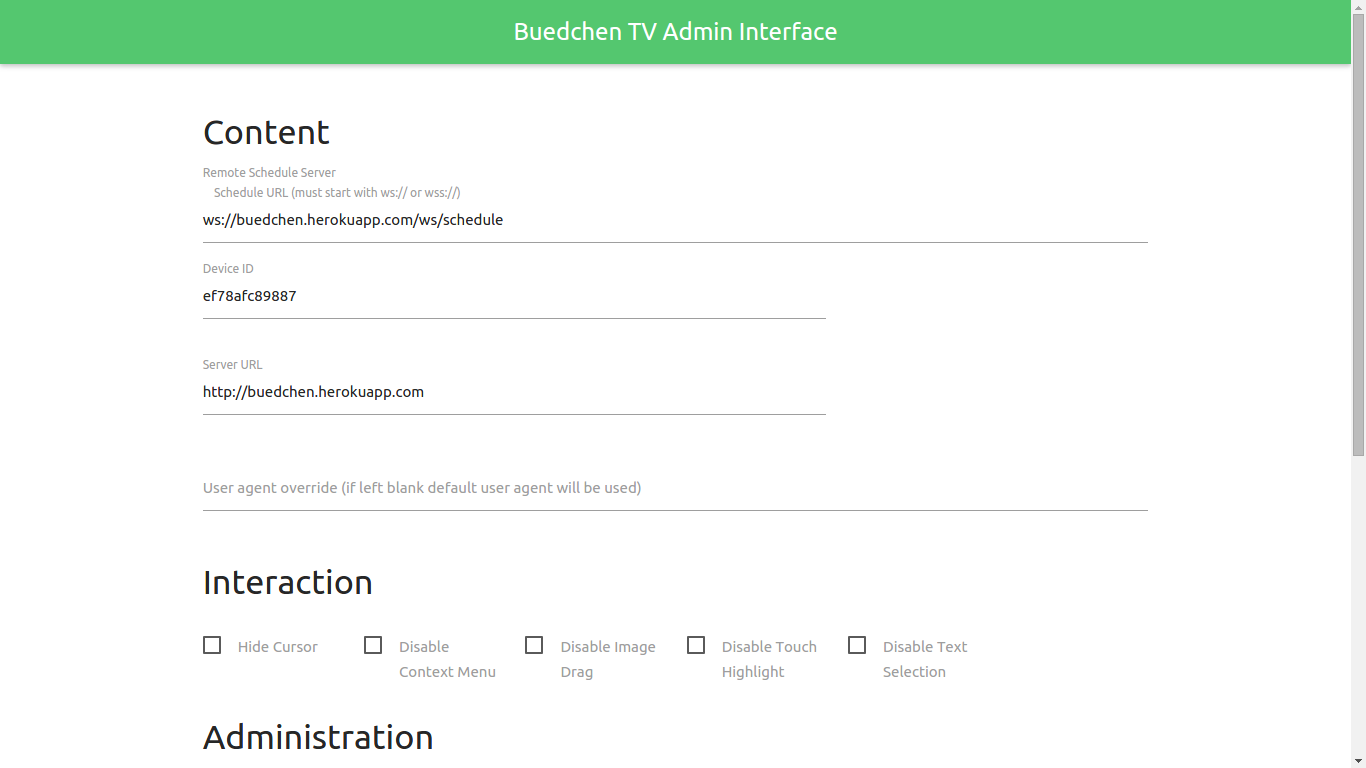 Buedchen TV Admin Interface
Content
Remote Schedule Server
Schedule URL (must start with ws:// or wss://)
ws://buedchen.herokuapp.com/ws/schedule
Device ID
ef78afc89887
Server URL
http://buedchen.herokuapp.com
User agent override (if left blank default user agent will be used)
Interaction
Hide Cursor
Disable
Context Menu
Disable Image
Drag
Disable Touch
Highlight
Disable Text
Selection
Administration